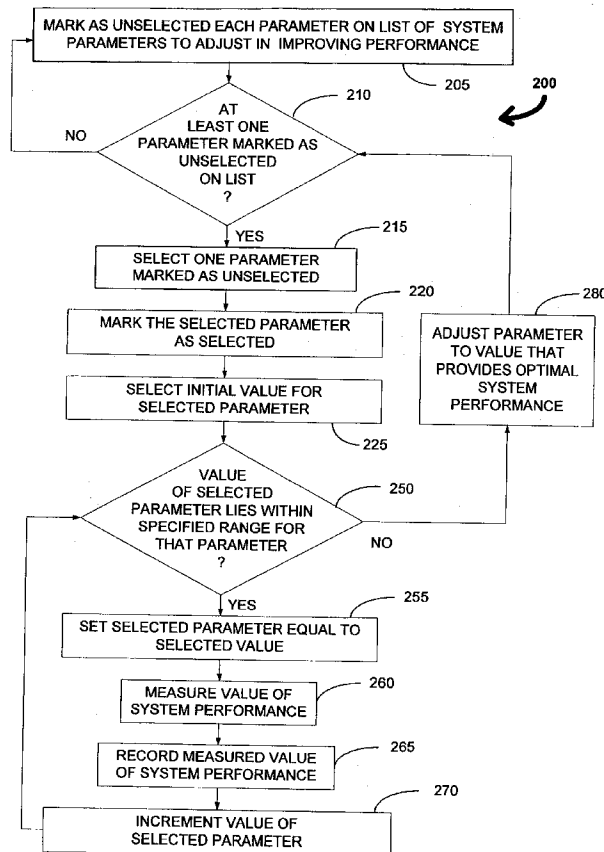 MARK AS UNSELECTED EACH PARAMETER ON LIST OF SYSTEM
PARAMETERS TO ADJUST IN IMPROVING PERFORMANCE
205
200
210
AT
LEAST ONE
PARAMETER MARKED AS
UNSELECTED
ON LIST
?
NO
YES
215
SELECT ONE PARAMETER
MARKED AS UNSELECTED
220
MARK THE SELECTED PARAMETER
AS SELECTED
280
ADJUST PARAMETER
TO VALUE THAT
PROVIDES OPTIMAL
SYSTEM
PERFORMANCE
SELECT INITIAL VALUE FOR
SELECTED PARAMETER
225
VALUE
OF SELECTED
PARAMETER LIES WITHIN
SPECIFIED RANGE FOR
THAT PARAMETER
?
250
NO
YES
255
SET SELECTED PARAMETER EQUAL TO
SELECTED VALUE
260
MEASURE VALUE OF
SYSTEM PERFORMANCE
265
RECORD MEASURED VALUE
OF SYSTEM PERFORMANCE
270
INCREMENT VALUE OF
SELECTED PARAMETER